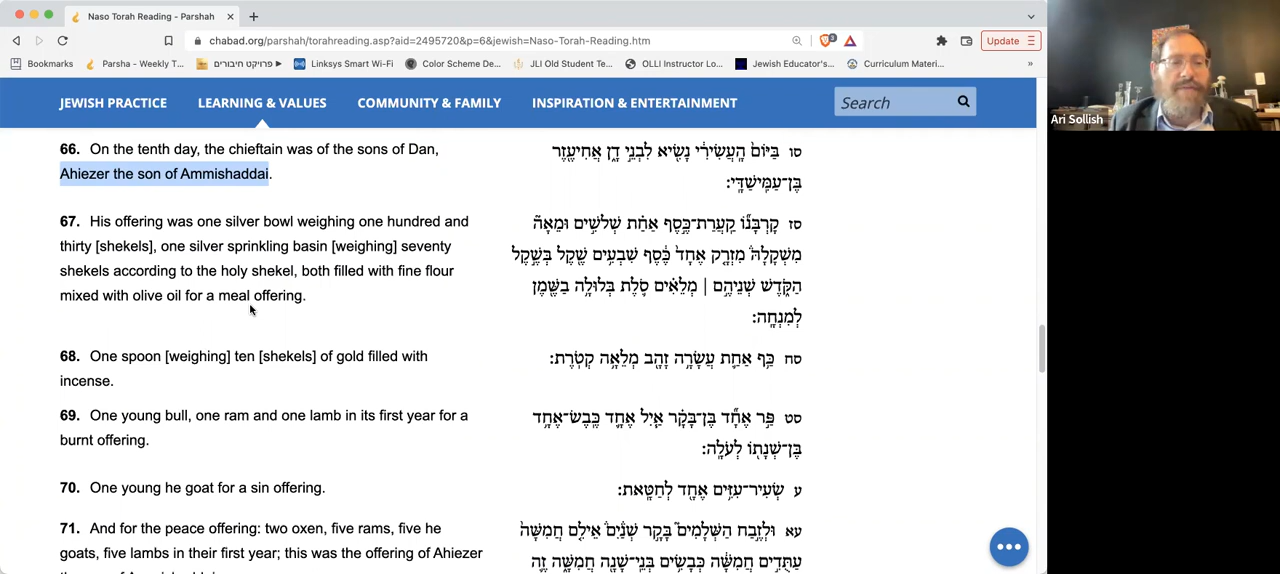 Naso Torah Reading - Parshah
chabad.org/parshah/torahreading.asp?aid=2495720&p=6&jewish=Naso-Torah-Reading.htm
3
Update
Bookmarks
Parsha - Weekly T...
פרויקט חיבורים
Linksys Smart Wi-Fi
Color Scheme De...
JLI Old Student Te...
OLLI Instructor Lo...
Jewish Educator's...
Curriculum Materi...
»
JEWISH PRACTICE
LEARNING & VALUES
COMMUNITY & FAMILY
INSPIRATION & ENTERTAINMENT
Search
66. On the tenth day, the chieftain was of the sons of Dan,
Ahiezer the son of Ammishaddai.
סו בַּיּוֹם֙ הָֽעֲשִׂירִ֔י נָשִׂ֖יא לִבְנֵ֣י דָ֑ן אֲחִיעֶ֖זֶר
בֶּן־עַמִּֽישַׁדָּֽי:
67. His offering was one silver bowl weighing one hundred and
thirty [shekels], one silver sprinkling basin [weighing] seventy
shekels according to the holy shekel, both filled with fine flour
mixed with olive oil for a meal offering.
סז קָרְבָּנ֞וֹ קַֽעֲרַת־כֶּ֣סֶף אַחַ֗ת שְׁלשִׁ֣ים וּמֵאָה֘
מִשְׁקָלָהּ֒ מִזְרָ֤ק אֶחָד֙ כֶּ֔סֶף שִׁבְעִ֥ים שֶׁ֖קֶל בְּשֶׁ֣קֶל
הַקֹּ֑דֶשׁ שְׁנֵיהֶ֣ם | מְלֵאִ֗ים סֹ֛לֶת בְּלוּלָ֥ה בַשֶּׁ֖מֶן
לְמִנְחָֽה:
68. One spoon [weighing] ten [shekels] of gold filled with
incense.
סח כַּ֥ף אַחַ֛ת עֲשָׂרָ֥ה זָהָ֖ב מְלֵאָ֥ה קְטֹֽרֶת:
69. One young bull, one ram and one lamb in its first year for a
burnt offering.
סט פַּ֣ר אֶחָ֞ד בֶּן־בָּקָ֗ר אַ֧יִל אֶחָ֛ד כֶּֽבֶשׂ־אֶחָ֥ד
בֶּן־שְׁנָת֖וֹ לְעֹלָֽה:
70. One young he goat for a sin offering.
ע שְׂעִיר־עִזִּ֥ים אֶחָ֖ד לְחַטָּֽאת:
71. And for the peace offering: two oxen, five rams, five he
goats, five lambs in their first year; this was the offering of Ahiezer
עא וּלְזֶ֣בַח הַשְּׁלָמִים֘ בָּקָ֣ר שְׁנַ֒יִם֒ אֵילִ֤ם חֲמִשָּׁה֙
עַתֻּדִ֣ים חֲמִשָּׁ֔ה כְּבָשִׂ֥ים בְּנֵֽי־שָׁנָ֖ה חֲמִשָּׁ֑ה זֶ֛ה
Ari Sollish